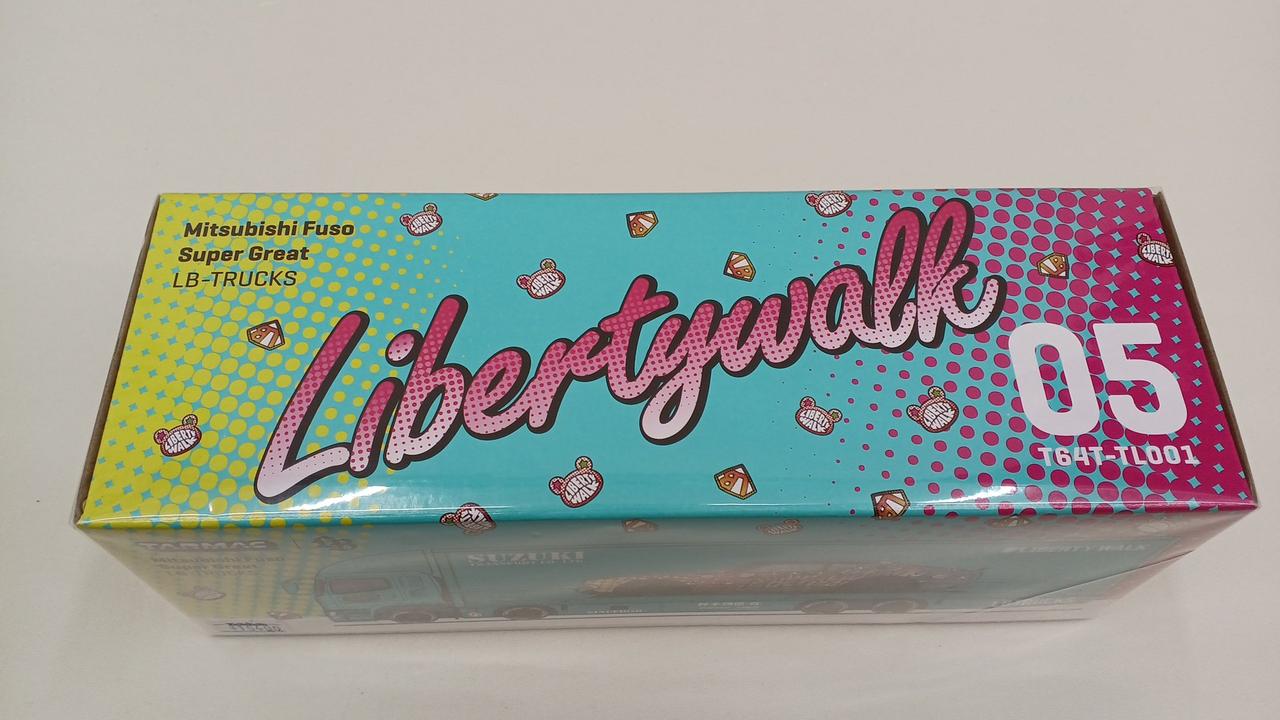 Mitsubishi Fuso
Super Great
LB-TRUCKS
Libertywalk
05
T64T-TL001
LIBERTY
WALK
TARMAC
SUZUKI